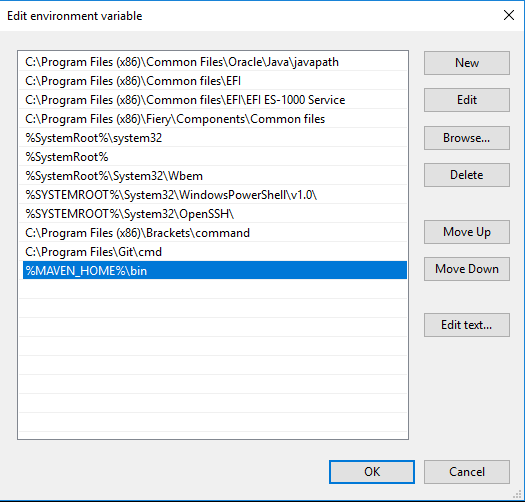 Edit environment variable
C:\Program Files (x86)\Common Files\Oracle\Java\javapath
C:\Program Files (x86)\Common files\EFI
C:\Program Files (x86)\Common files\EFI\EFI ES-1000 Service
C:\Program Files (x86)\Fiery\Components\Common files
%SystemRoot%\system32
%SystemRoot%
%SystemRoot%\System32\Wbem
%SYSTEMROOT%\System32\WindowsPowerShell\v1.0\
%SYSTEMROOT%\System32\OpenSSH\
C:\Program Files (x86)\Brackets\command
C:\Program Files\Git\cmd
%MAVEN_HOME%\bin
New
Edit
Browse...
Delete
Move Up
Move Down
Edit text...
OK
Cancel